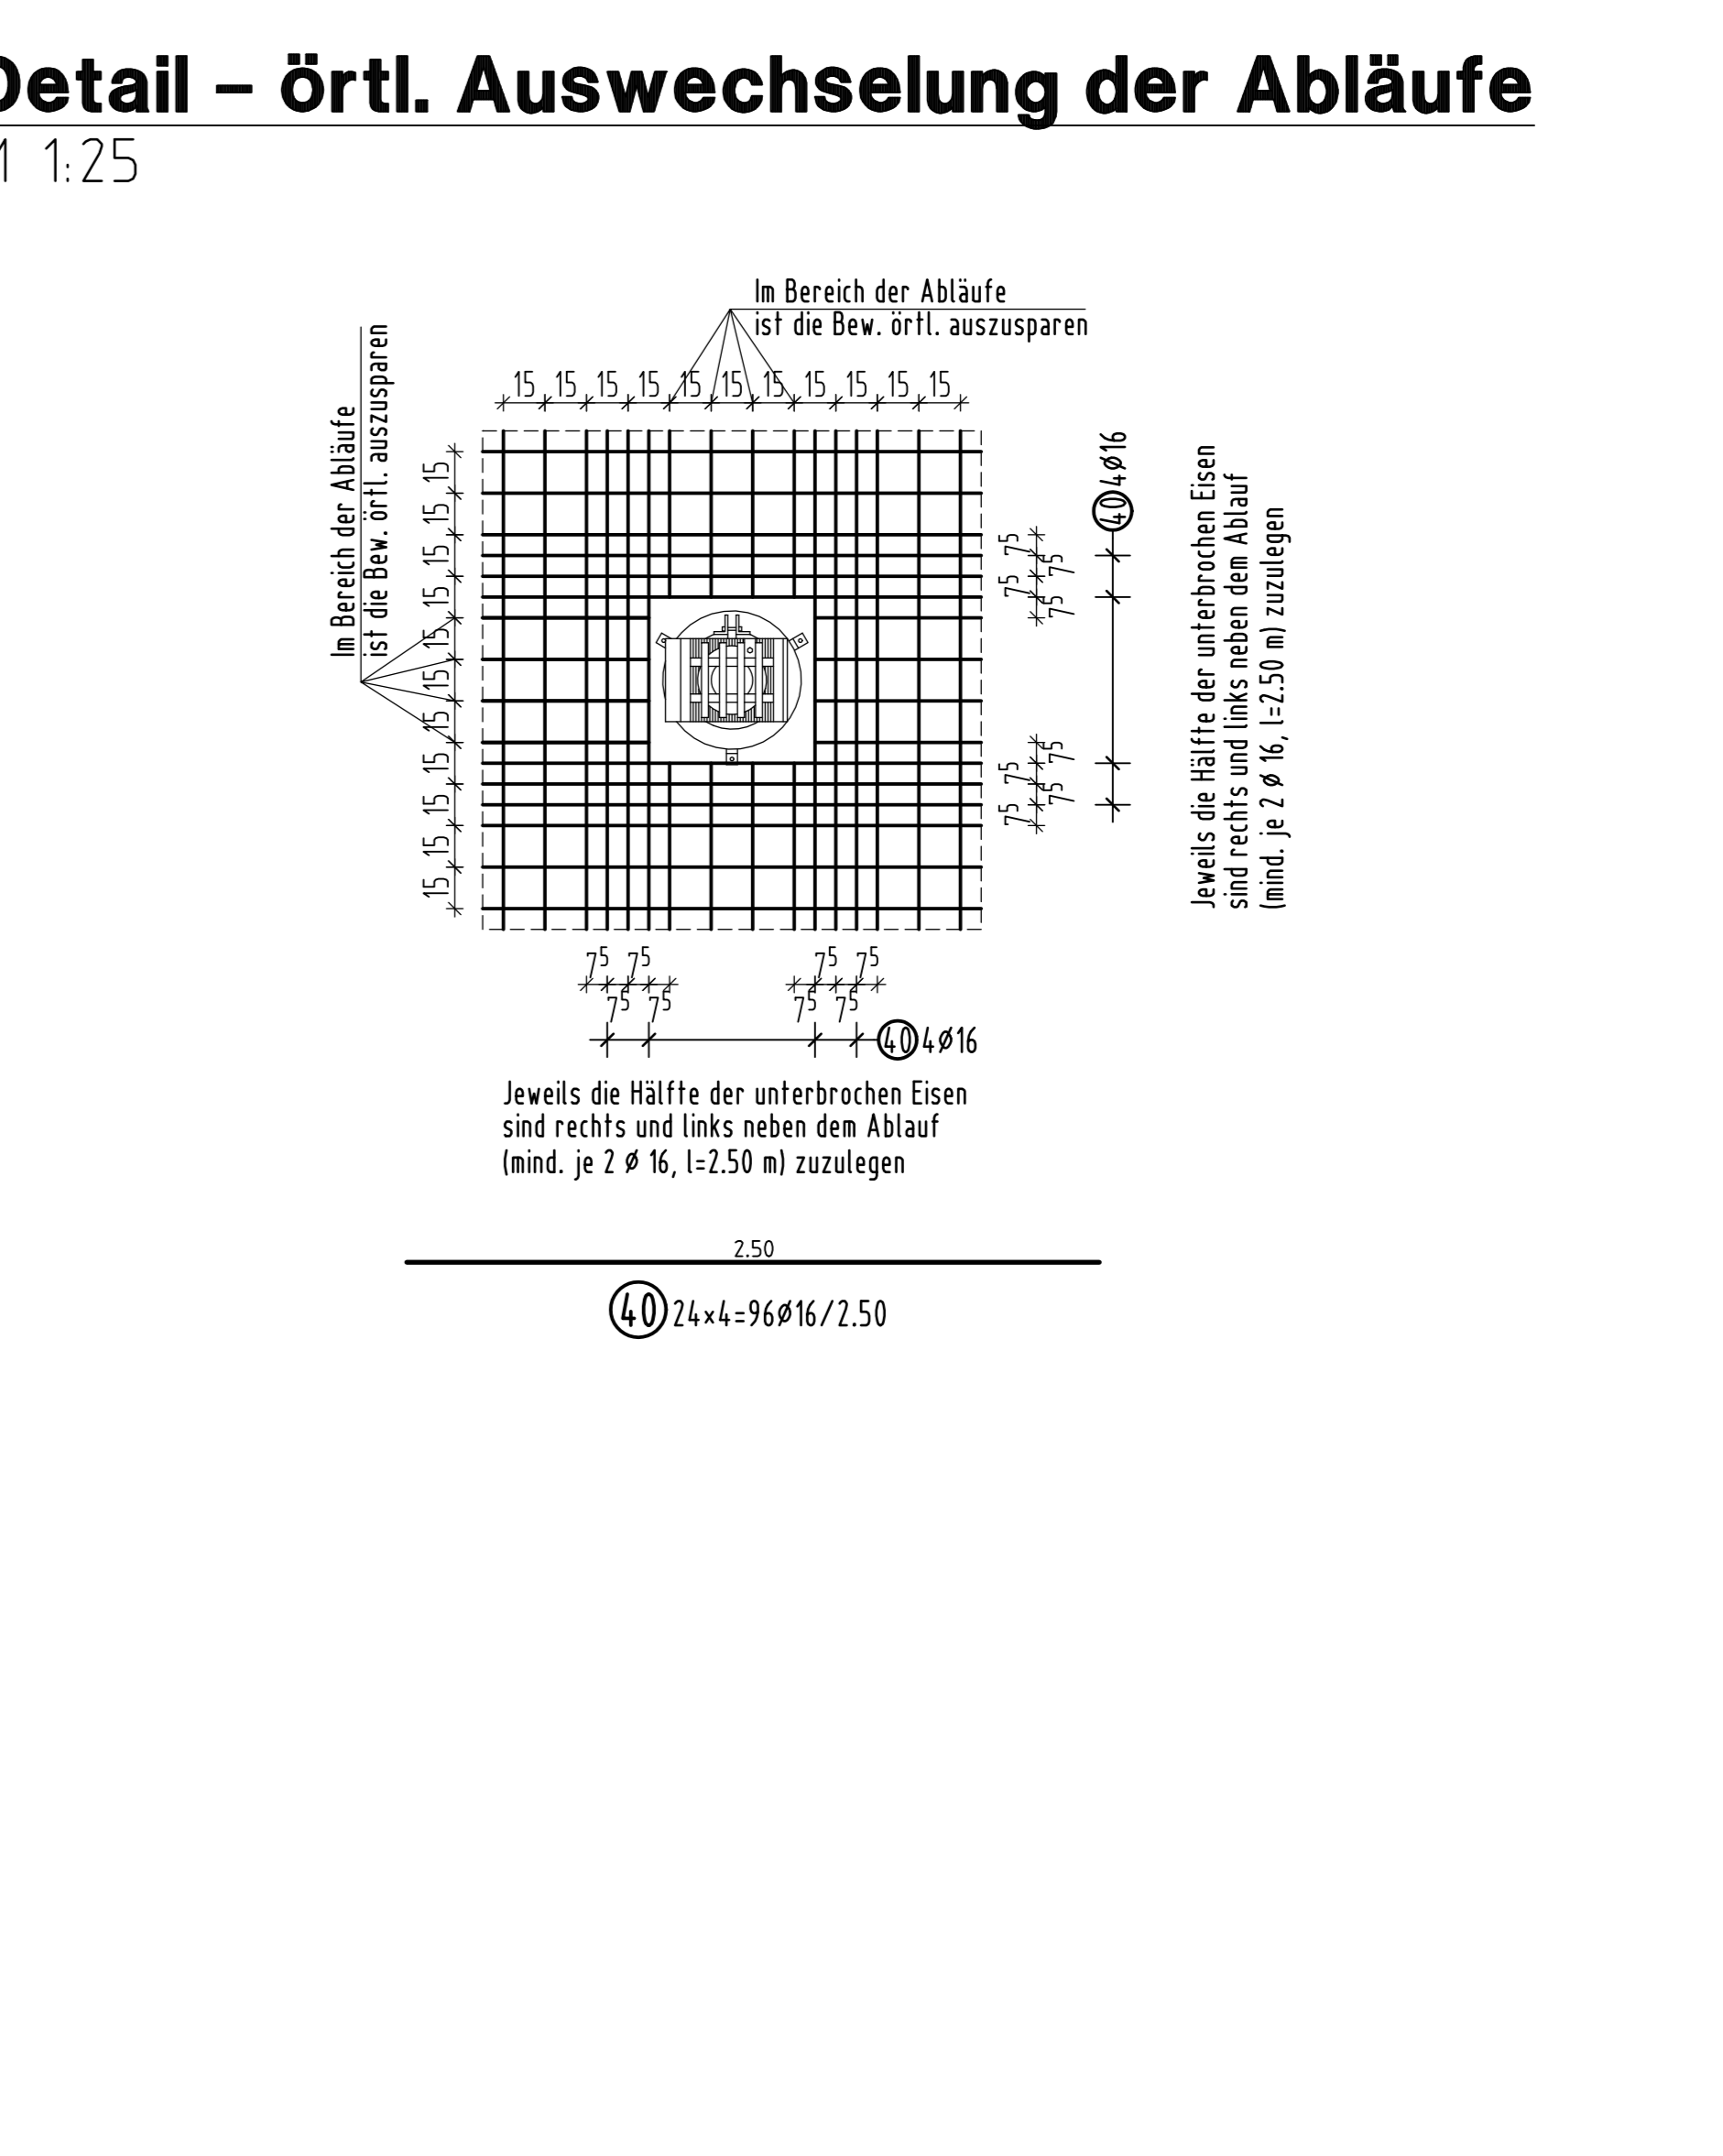 Detail – örtl. Auswechselung der Abläufe
1:25
Im Bereich der Abläufe
ist die Bew. örtl. auszusparen
15 15 15 15 15 15 15 15 15 15 15
Im Bereich der Abläufe
ist die Bew. örtl. auszusparen
15
15
15
15
15
15
15
15
15
15
15
7⁵
7⁵
7⁵
7⁵
7⁵
7⁵
7⁵
7⁵
40 4ø16
Jeweils die Hälfte der unterbrochen Eisen
sind rechts und links neben dem Ablauf
(mind. je 2 ø 16, l=2.50 m) zuzulegen
7⁵ 7⁵ 7⁵ 7⁵
7⁵ 7⁵ 7⁵ 7⁵
40 4ø16
Jeweils die Hälfte der unterbrochen Eisen
sind rechts und links neben dem Ablauf
(mind. je 2 ø 16, l=2.50 m) zuzulegen
2.50
40 24x4=96ø16/2.50